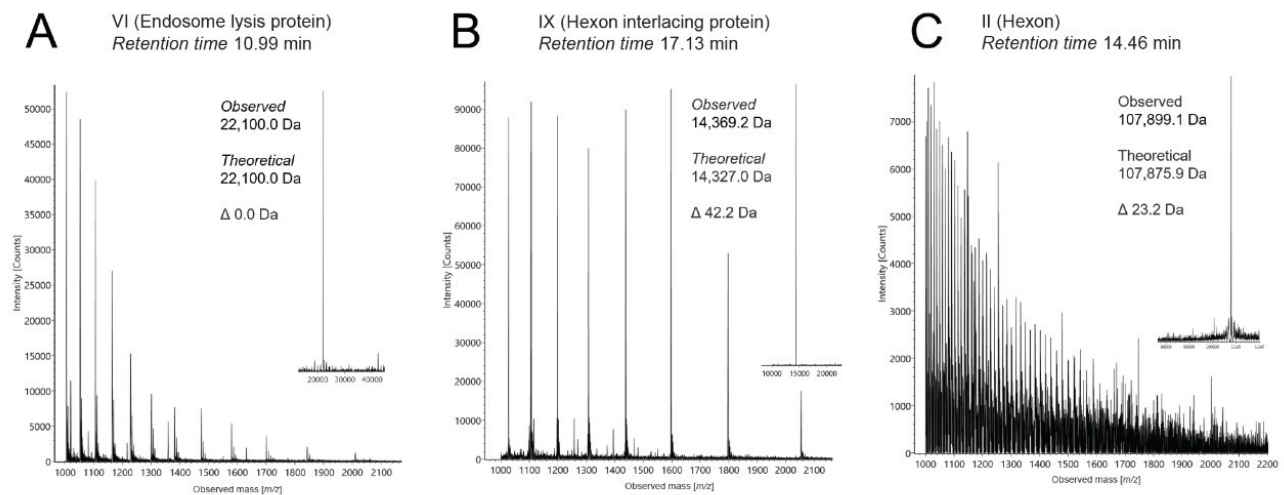 A
VI (Endosome lysis protein)
Retention time 10.99 min
Observed
22,100.0 Da
Theoretical
22,100.0 Da
Δ 0.0 Da
Intensity [Counts]
50000
45000
40000
35000
30000
25000
20000
15000
10000
5000
0
20000 30000 40000
1000 1100 1200 1300 1400 1500 1600 1700 1800 1900 2000 2100
Observed mass [m/z]
B
IX (Hexon interlacing protein)
Retention time 17.13 min
Observed
14,369.2 Da
Theoretical
14,327.0 Da
Δ 42.2 Da
Intensity [Counts]
90000
80000
70000
60000
50000
40000
30000
20000
10000
0
10000 15000 20000
1000 1100 1200 1300 1400 1500 1600 1700 1800 1900 2000 2100
Observed mass [m/z]
C
II (Hexon)
Retention time 14.46 min
Observed
107,899.1 Da
Theoretical
107,875.9 Da
Δ 23.2 Da
Intensity [Counts]
7000
6000
5000
4000
3000
2000
1000
0
1000 1100 1200 1300 1400 1500 1600 1700 1800 1900 2000 2100 2200
Observed mass [m/z]